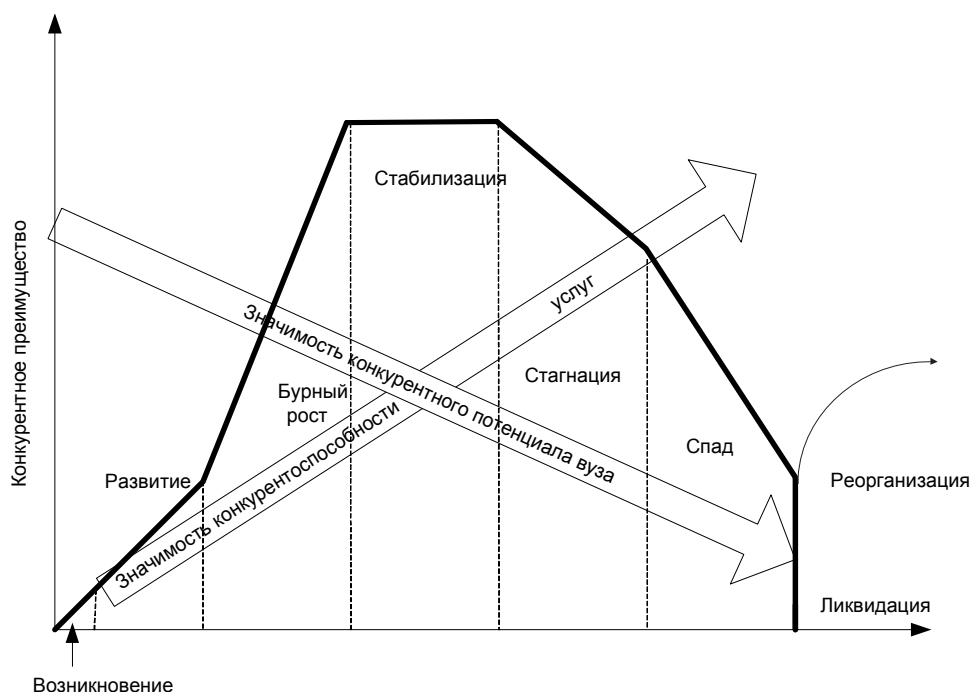 Стабилизация
Конкурентное преимущество
услуг
Значимость конкурентного потенциала вуза
Стагнация
Бурный
рост
Значимость конкурентоспособности
Спад
Развитие
Реорганизация
Ликвидация
Возникновение